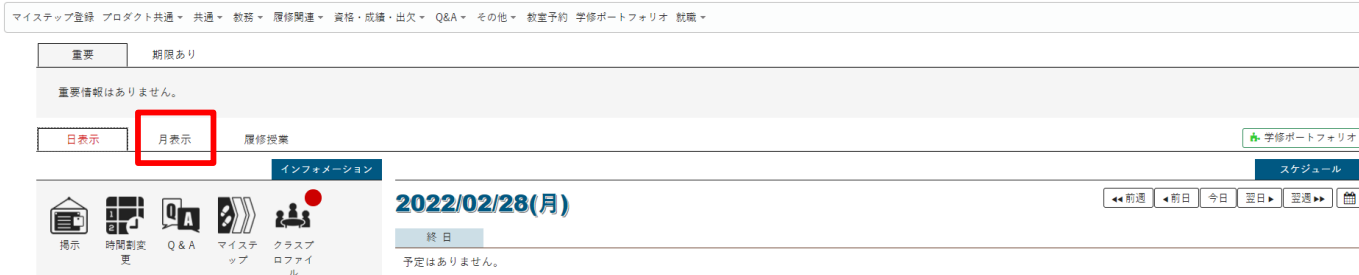 マイステップ登録 プロダクト共通▾ 共通▾ 教務▾ 履修関連▾ 資格・成績・出欠▾ Q&A▾ その他▾ 教室予約 学修ポートフォリオ 就職▾
重要 期限あり
重要情報はありません。
日表示 月表示 履修授業 学修ポートフォリオ
インフォメーション スケジュール
2022/02/28(月) ◂◂前週 ◂前日 今日 翌日▸ 翌週▸▸
掲示 時間割変更 Q&A マイステップ クラスプロファイル
終日
予定はありません。